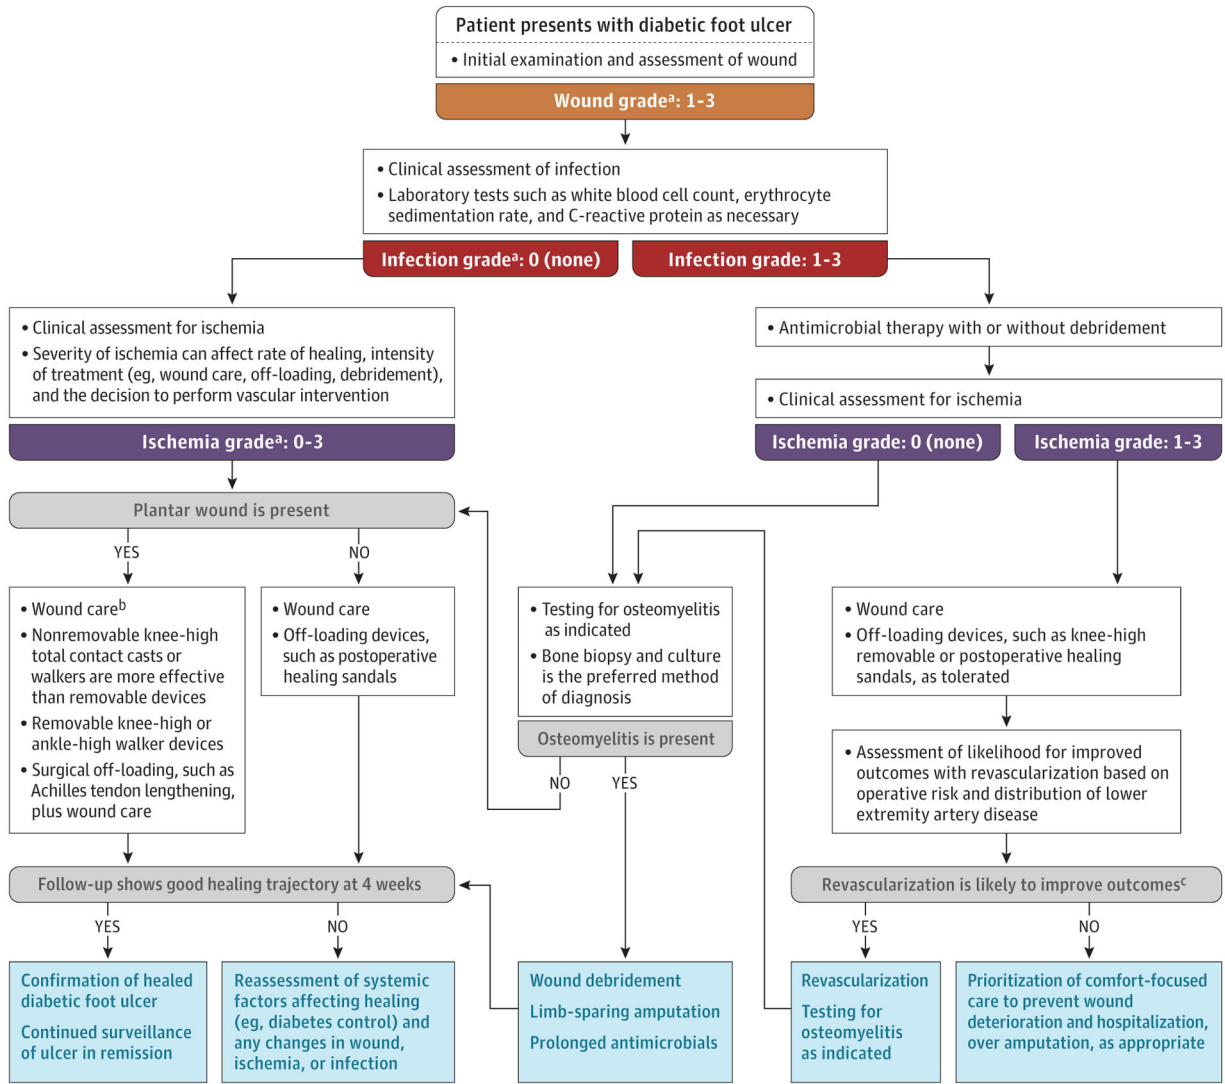 Patient presents with diabetic foot ulcer
• Initial examination and assessment of wound
Wound gradeᵃ: 1-3
• Clinical assessment of infection
• Laboratory tests such as white blood cell count, erythrocyte
sedimentation rate, and C-reactive protein as necessary
Infection gradeᵃ: 0 (none)
Infection grade: 1-3
• Clinical assessment for ischemia
• Severity of ischemia can affect rate of healing, intensity
of treatment (eg, wound care, off-loading, debridement),
and the decision to perform vascular intervention
Ischemia gradeᵃ: 0-3
• Antimicrobial therapy with or without debridement
• Clinical assessment for ischemia
Ischemia grade: 0 (none)
Ischemia grade: 1-3
Plantar wound is present
YES
NO
• Wound careᵇ
• Nonremovable knee-high
total contact casts or
walkers are more effective
than removable devices
• Removable knee-high or
ankle-high walker devices
• Surgical off-loading, such as
Achilles tendon lengthening,
plus wound care
• Wound care
• Off-loading devices,
such as postoperative
healing sandals
• Testing for osteomyelitis
as indicated
• Bone biopsy and culture
is the preferred method
of diagnosis
Osteomyelitis is present
NO
YES
• Wound care
• Off-loading devices, such as knee-high
removable or postoperative healing
sandals, as tolerated
• Assessment of likelihood for improved
outcomes with revascularization based on
operative risk and distribution of lower
extremity artery disease
Follow-up shows good healing trajectory at 4 weeks
YES
NO
Revascularization is likely to improve outcomesᶜ
YES
NO
Confirmation of healed
diabetic foot ulcer
Continued surveillance
of ulcer in remission
Reassessment of systemic
factors affecting healing
(eg, diabetes control) and
any changes in wound,
ischemia, or infection
Wound debridement
Limb-sparing amputation
Prolonged antimicrobials
Revascularization
Testing for
osteomyelitis
as indicated
Prioritization of comfort-focused
care to prevent wound
deterioration and hospitalization,
over amputation, as appropriate